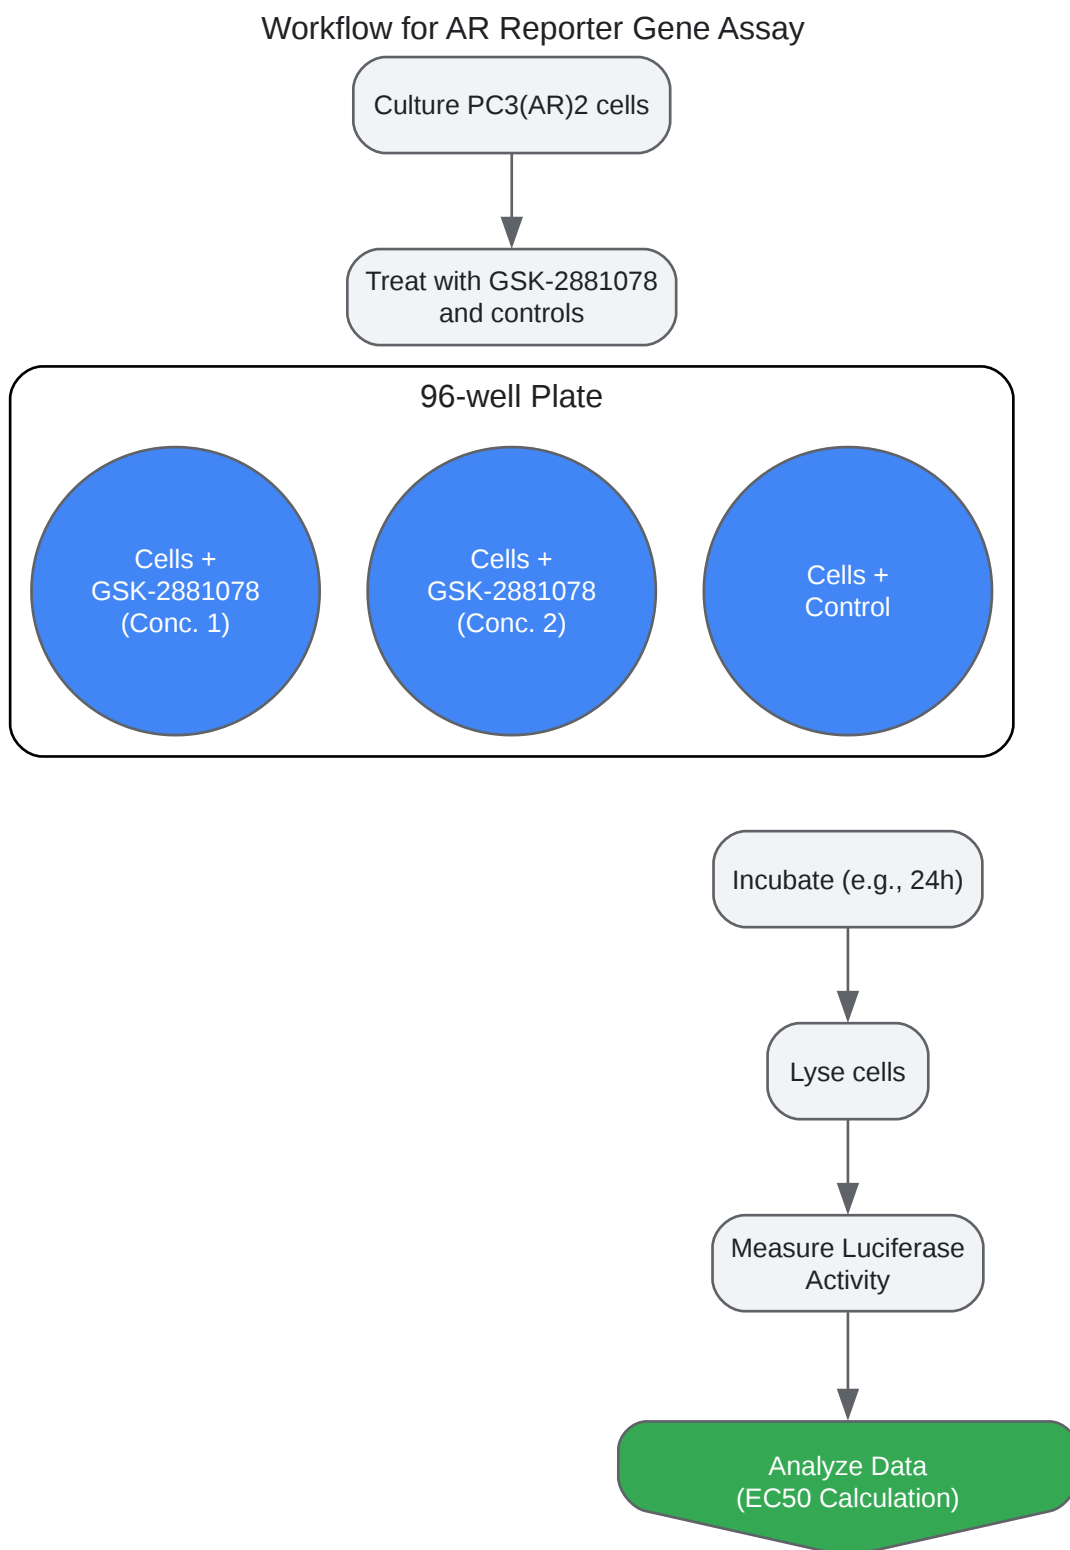 Workflow for AR Reporter Gene Assay
Culture PC3(AR)2 cells
Treat with GSK-2881078
and controls
96-well Plate
Cells +
GSK-2881078
(Conc. 1)
Cells +
GSK-2881078
(Conc. 2)
Cells +
Control
Incubate (e.g., 24h)
Lyse cells
Measure Luciferase
Activity
Analyze Data
(EC50 Calculation)